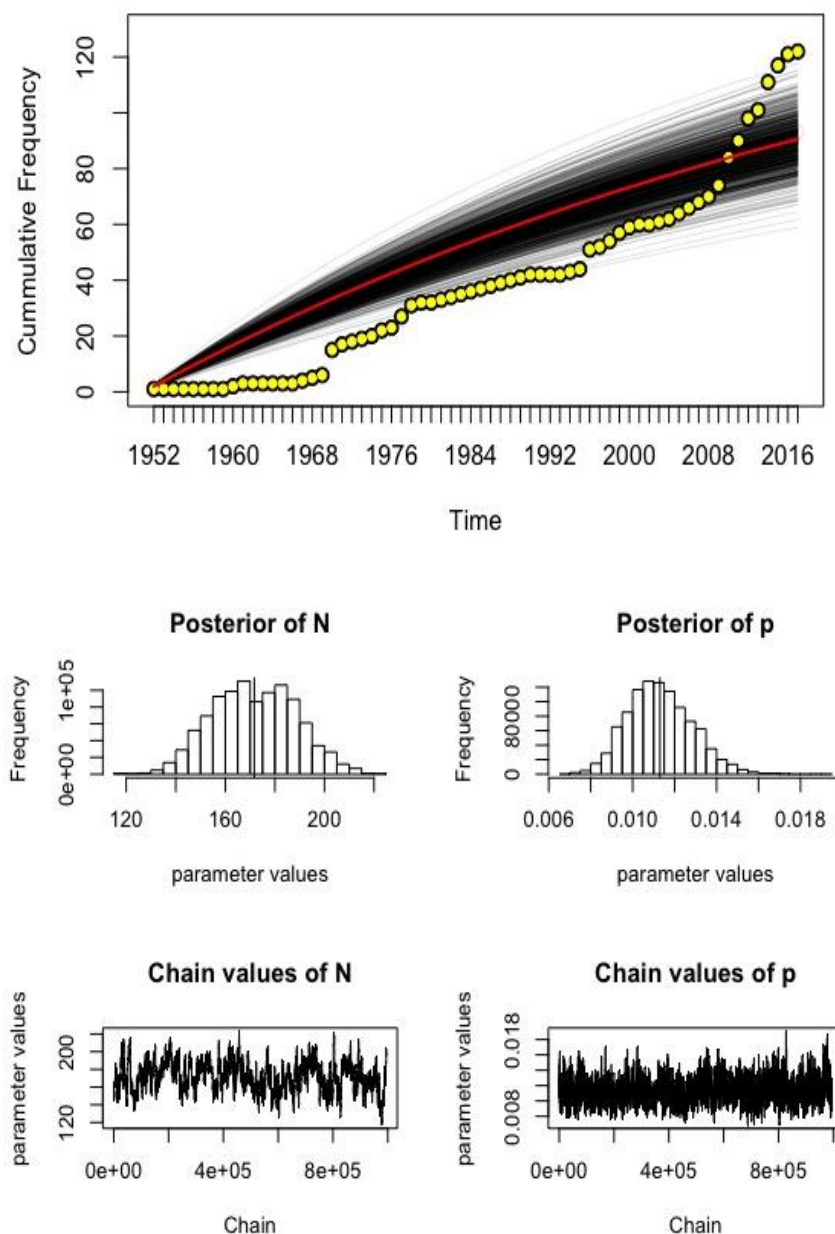 Cummulative Frequency
120
80
60
40
20
0
1952 1960 1968 1976 1984 1992 2000 2008 2016
Time
Posterior of N
Frequency
1e+05
0e+00
120 160 200
parameter values
Posterior of p
Frequency
80000
0
0.006 0.010 0.014 0.018
parameter values
Chain values of N
parameter values
200
120
0e+00 4e+05 8e+05
Chain
Chain values of p
parameter values
0.018
0.008
0e+00 4e+05 8e+05
Chain